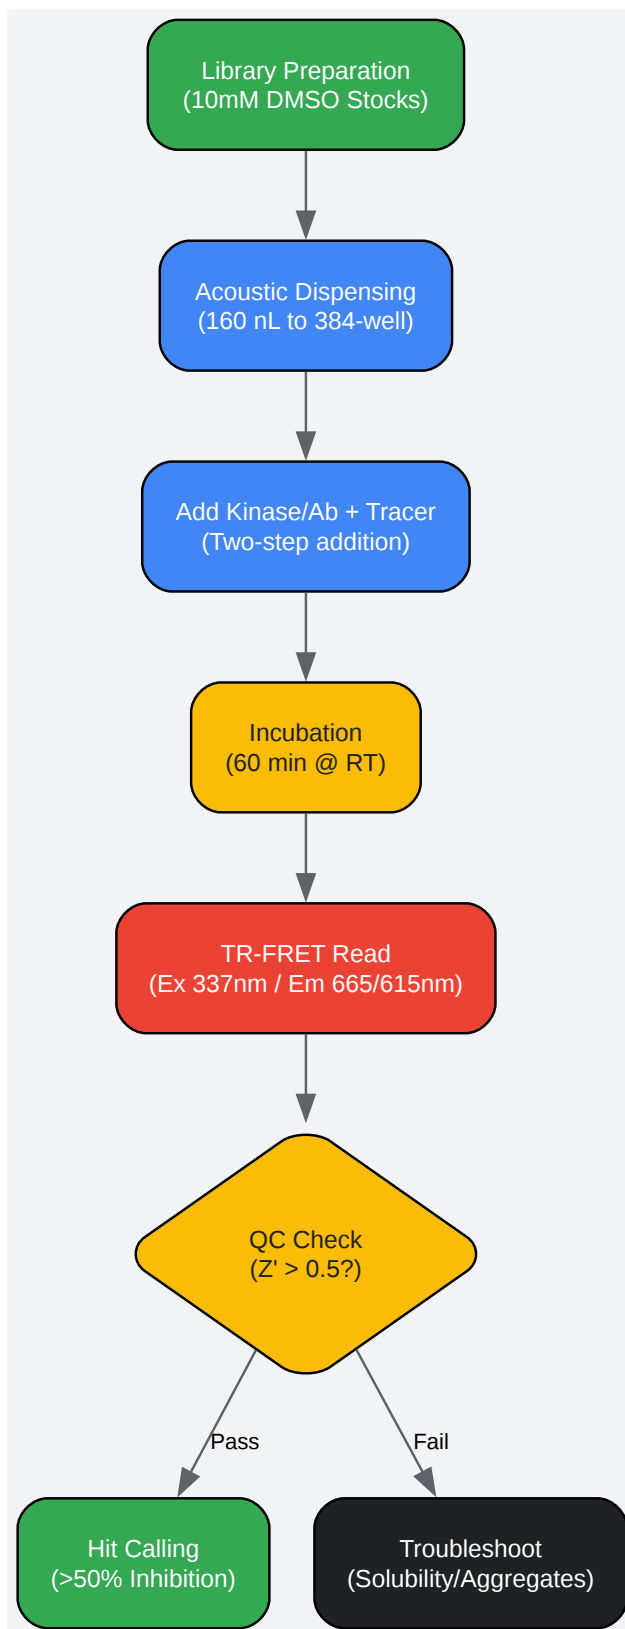 Library Preparation
(10mM DMSO Stocks)
Acoustic Dispensing
(160 nL to 384-well)
Add Kinase/Ab + Tracer
(Two-step addition)
Incubation
(60 min @ RT)
TR-FRET Read
(Ex 337nm / Em 665/615nm)
QC Check
(Z' > 0.5?)
Pass
Fail
Hit Calling
(>50% Inhibition)
Troubleshoot
(Solubility/Aggregates)